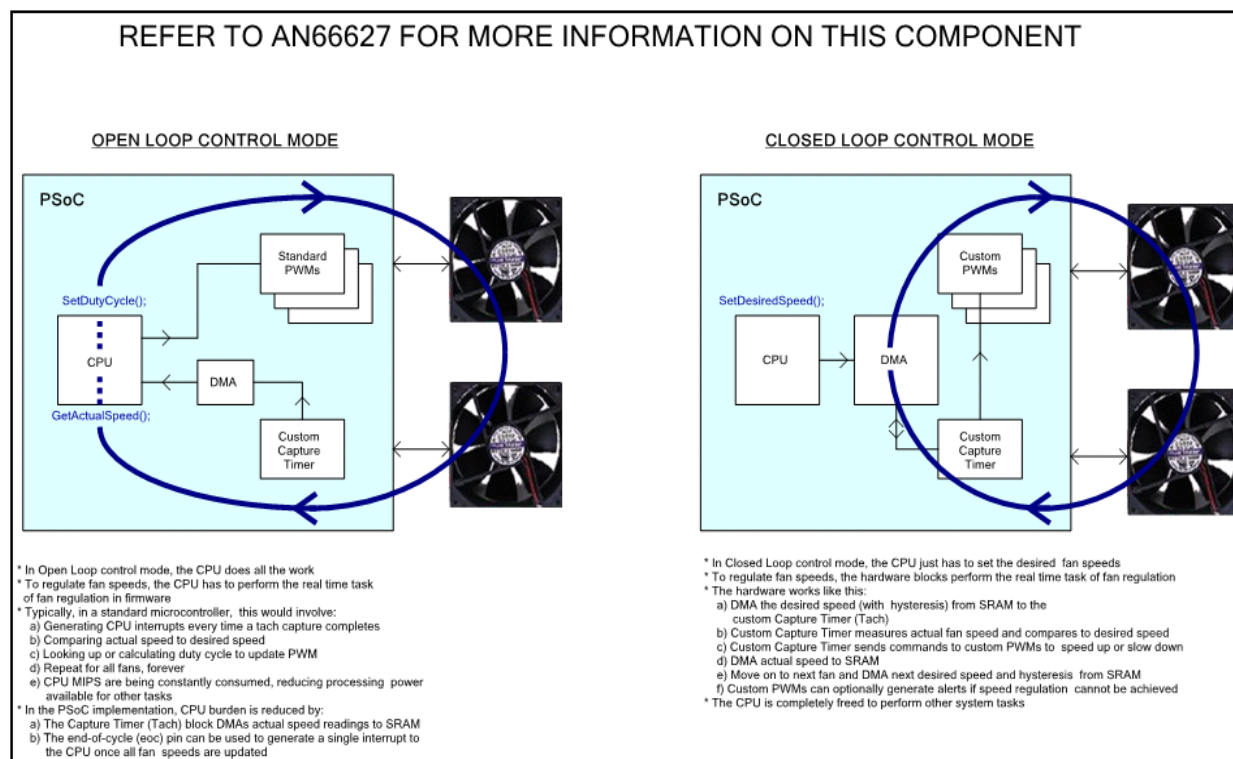 REFER TO AN66627 FOR MORE INFORMATION ON THIS COMPONENT
OPEN LOOP CONTROL MODE
PSoC
Standard
PWMs
SetDutyCycle();
CPU
DMA
GetActualSpeed();
Custom
Capture
Timer
* In Open Loop control mode, the CPU does all the work
* To regulate fan speeds, the CPU has to perform the real time task
of fan regulation in firmware
* Typically, in a standard microcontroller, this would involve:
a) Generating CPU interrupts every time a tach capture completes
b) Comparing actual speed to desired speed
c) Looking up or calculating duty cycle to update PWM
d) Repeat for all fans, forever
e) CPU MIPS are being constantly consumed, reducing processing power
available for other tasks
* In the PSoC implementation, CPU burden is reduced by:
a) The Capture Timer (Tach) block DMAs actual speed readings to SRAM
b) The end-of-cycle (eoc) pin can be used to generate a single interrupt to
the CPU once all fan speeds are updated
CLOSED LOOP CONTROL MODE
PSoC
Custom
PWMs
SetDesiredSpeed();
CPU
DMA
Custom
Capture
Timer
* In Closed Loop control mode, the CPU just has to set the desired fan speeds
* To regulate fan speeds, the hardware blocks perform the real time task of fan regulation
* The hardware works like this:
a) DMA the desired speed (with hysteresis) from SRAM to the
custom Capture Timer (Tach)
b) Custom Capture Timer measures actual fan speed and compares to desired speed
c) Custom Capture Timer sends commands to custom PWMs to speed up or slow down
d) DMA actual speed to SRAM
e) Move on to next fan and DMA next desired speed and hysteresis from SRAM
f) Custom PWMs can optionally generate alerts if speed regulation cannot be achieved
* The CPU is completely freed to perform other system tasks